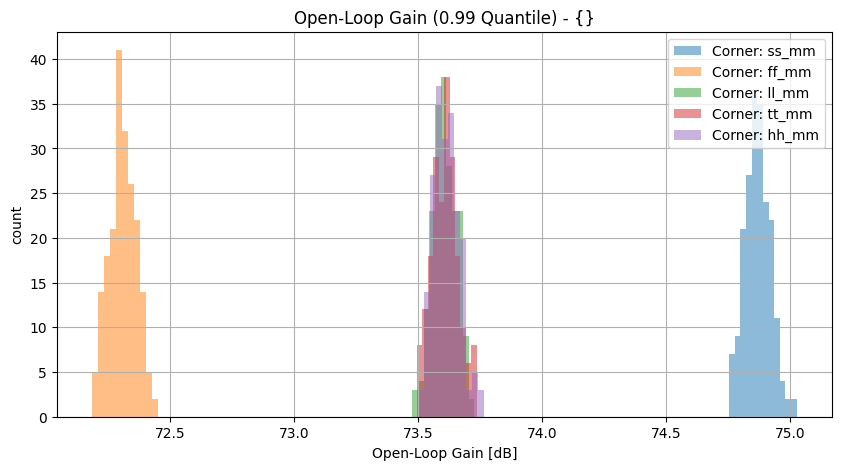 Open-Loop Gain (0.99 Quantile) - {}
Corner: ss_mm
Corner: ff_mm
Corner: ll_mm
Corner: tt_mm
Corner: hh_mm
count
40
35
30
25
20
15
10
5
0
72.5 73.0 73.5 74.0 74.5 75.0
Open-Loop Gain [dB]